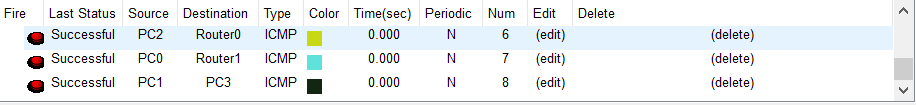 Fire Last Status Source Destination Type Color Time(sec) Periodic Num Edit Delete
Successful PC2 Router0 ICMP 0.000 N 6 (edit) (delete)
Successful PC0 Router1 ICMP 0.000 N 7 (edit) (delete)
Successful PC1 PC3 ICMP 0.000 N 8 (edit) (delete)